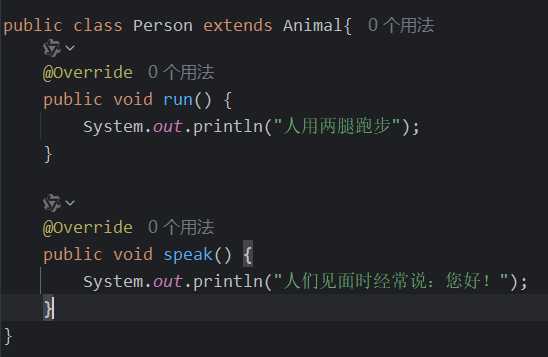 public class Person extends Animal{ 0 个用法
@Override 0 个用法
public void run() {
System.out.println("人用两腿跑步");
}
@Override 0 个用法
public void speak() {
System.out.println("人们见面时经常说：您好！");
}
}